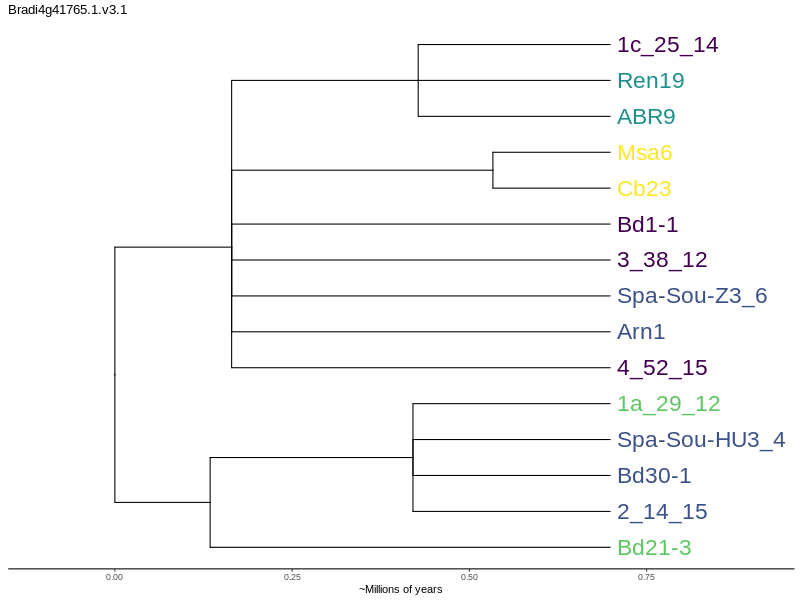 Bradi4g41765.1.v3.1
1c_25_14
Ren19
ABR9
Msa6
Cb23
Bd1-1
3_38_12
Spa-Sou-Z3_6
Arn1
4_52_15
1a_29_12
Spa-Sou-HU3_4
Bd30-1
2_14_15
Bd21-3
0.00 0.25 0.50 0.75
~Millions of years